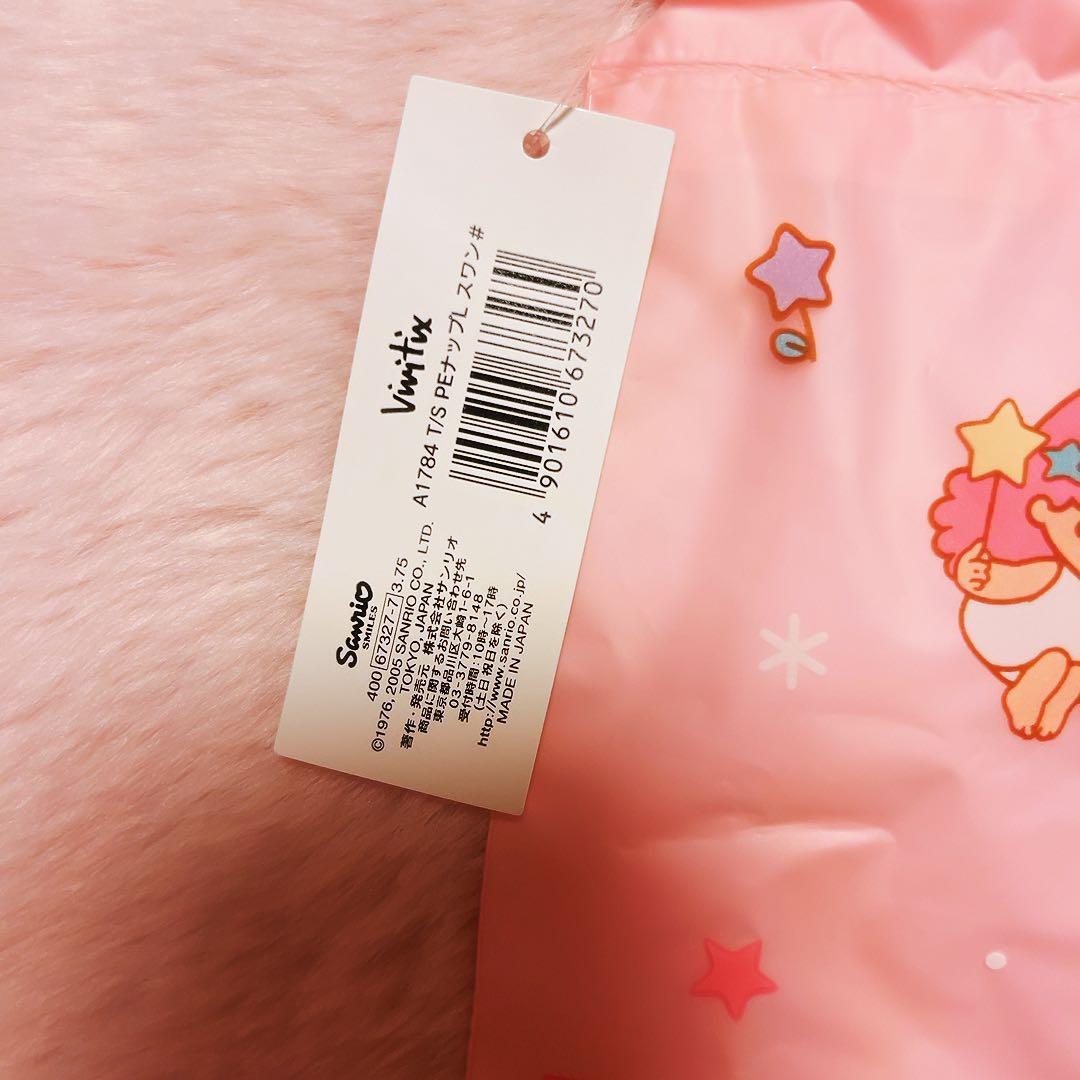 Sanrio
SMILES
400 67327-7 3.75
©1976, 2005 SANRIO CO., LTD.
TOKYO, JAPAN
著作・発売元 株式会社サンリオ
商品に関するお問い合わせ先
東京都品川区大崎1-6-1
03-3779-8148
受付時間:10時~17時
(土日 祝日を除く)
http://www.sanrio.co.jp/
MADE IN JAPAN
Vivitix
A1784 T/S PEナップL スワン#
4 901610 673270